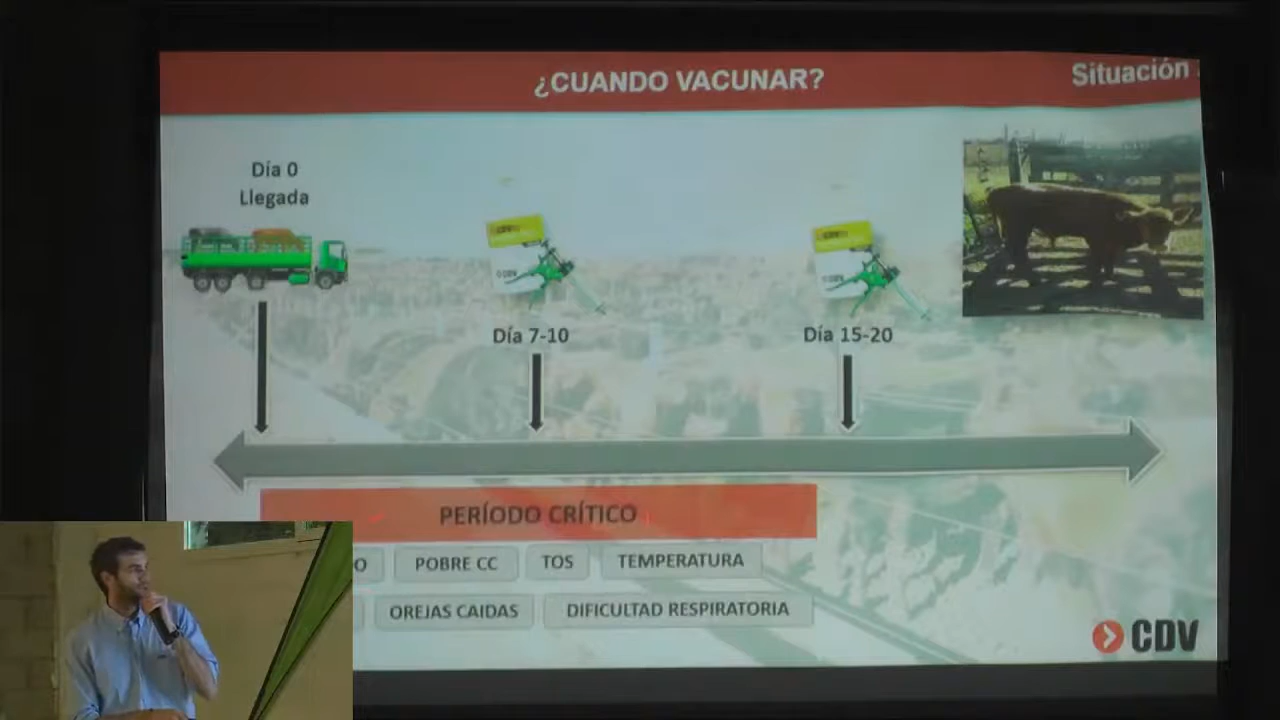 ¿CUANDO VACUNAR?
Situación
Día 0
Llegada
CDV
Día 7-10
Día 15-20
PERÍODO CRÍTICO
O
POBRE CC
TOS
TEMPERATURA
OREJAS CAIDAS
DIFICULTAD RESPIRATORIA
CDV